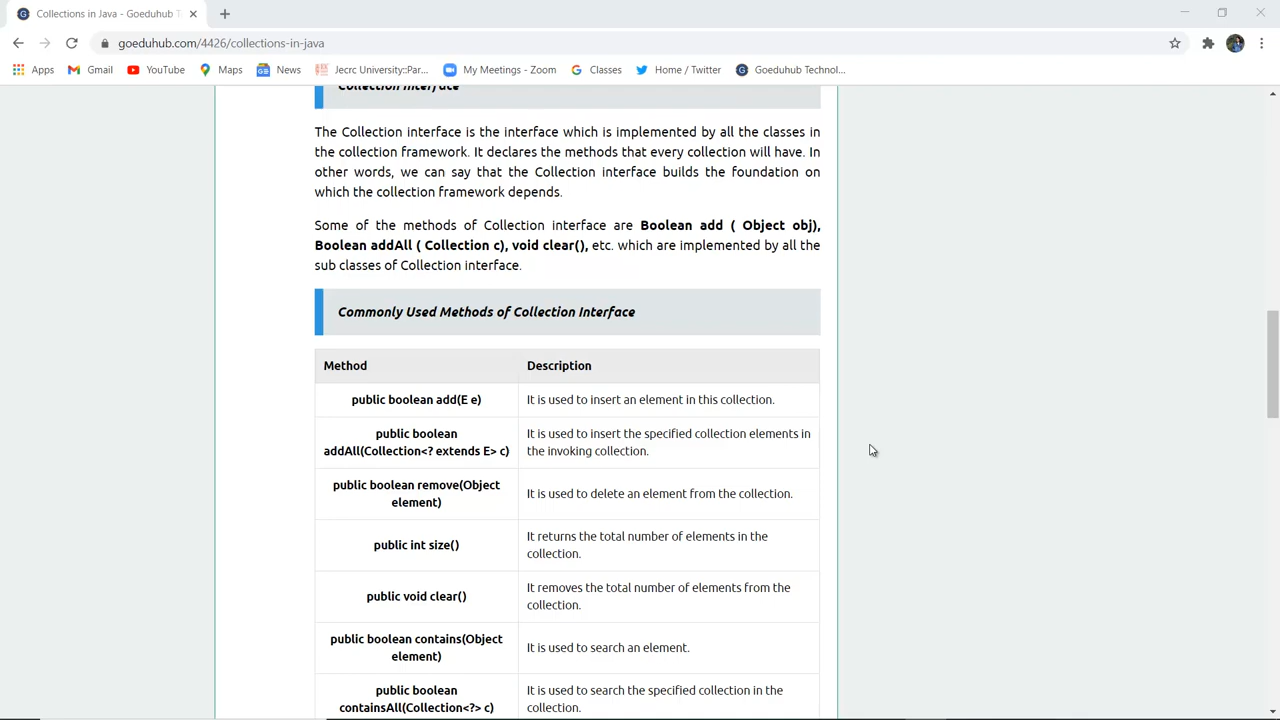 Collections in Java - Goeduhub T
goeduhub.com/4426/collections-in-java
Apps Gmail YouTube Maps News Jecrc University::Par... My Meetings - Zoom Classes Home / Twitter Goeduhub Technol...
Collection Interface
The Collection interface is the interface which is implemented by all the classes in
the collection framework. It declares the methods that every collection will have. In
other words, we can say that the Collection interface builds the foundation on
which the collection framework depends.
Some of the methods of Collection interface are Boolean add ( Object obj),
Boolean addAll ( Collection c), void clear(), etc. which are implemented by all the
sub classes of Collection interface.
Commonly Used Methods of Collection Interface
Method Description
public boolean add(E e) It is used to insert an element in this collection.
public boolean
addAll(Collection<? extends E> c)
It is used to insert the specified collection elements in
the invoking collection.
public boolean remove(Object
element)
It is used to delete an element from the collection.
public int size()
It returns the total number of elements in the
collection.
public void clear()
It removes the total number of elements from the
collection.
public boolean contains(Object
element)
It is used to search an element.
public boolean
containsAll(Collection<?> c)
It is used to search the specified collection in the
collection.